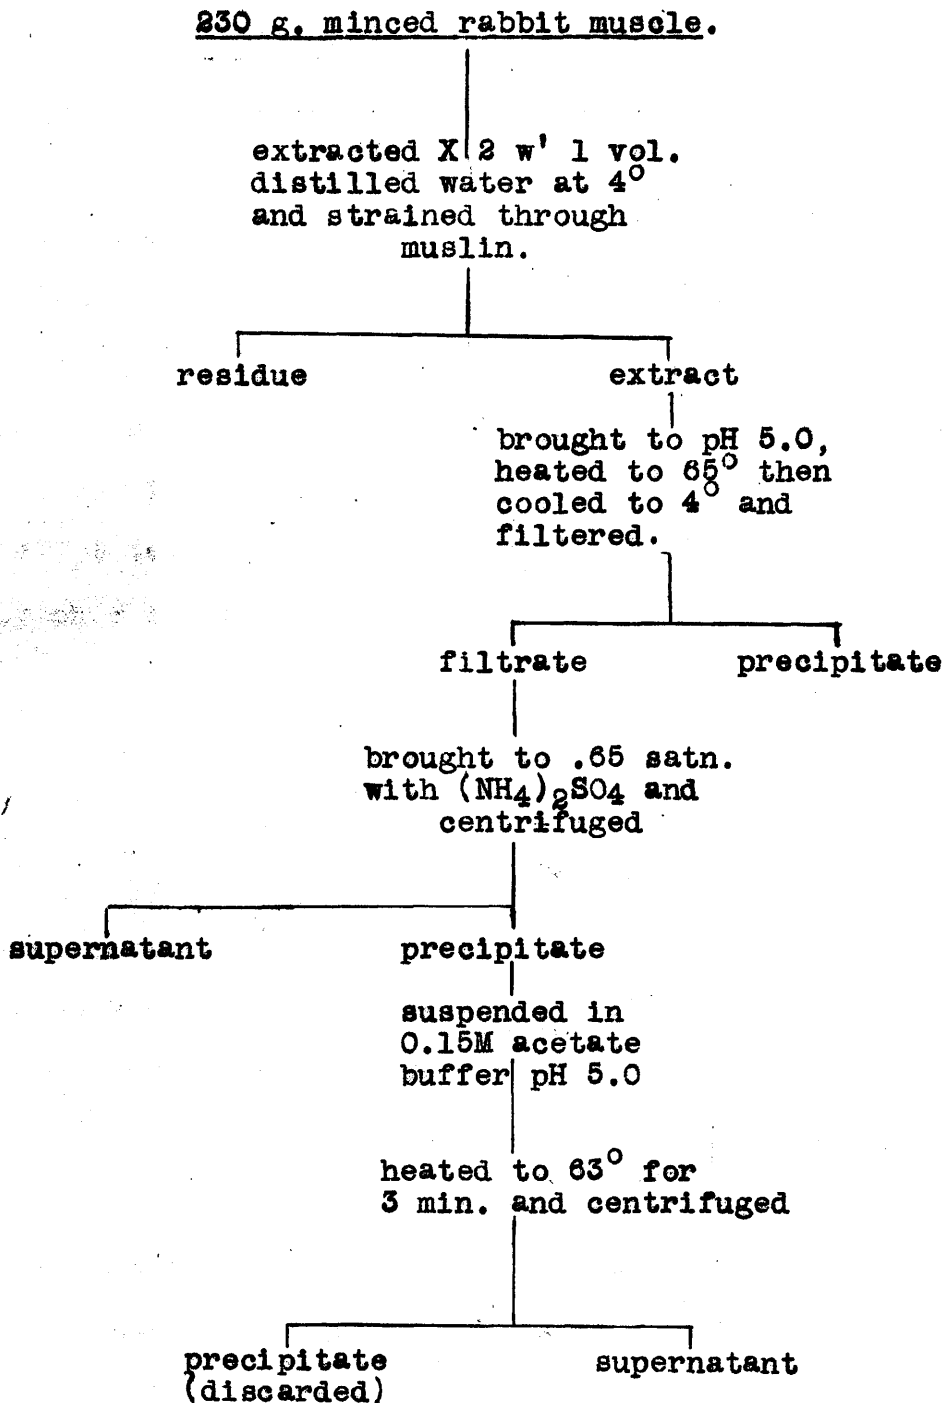 230 g. minced rabbit muscle.
extracted X 2 w' 1 vol.
distilled water at 4°
and strained through
muslin.
residue
extract
brought to pH 5.0,
heated to 65° then
cooled to 4° and
filtered.
filtrate
precipitate
brought to .65 satn.
with (NH4)2SO4 and
centrifuged
supernatant
precipitate
suspended in
0.15M acetate
buffer pH 5.0
heated to 63° for
3 min. and centrifuged
precipitate
(discarded)
supernatant